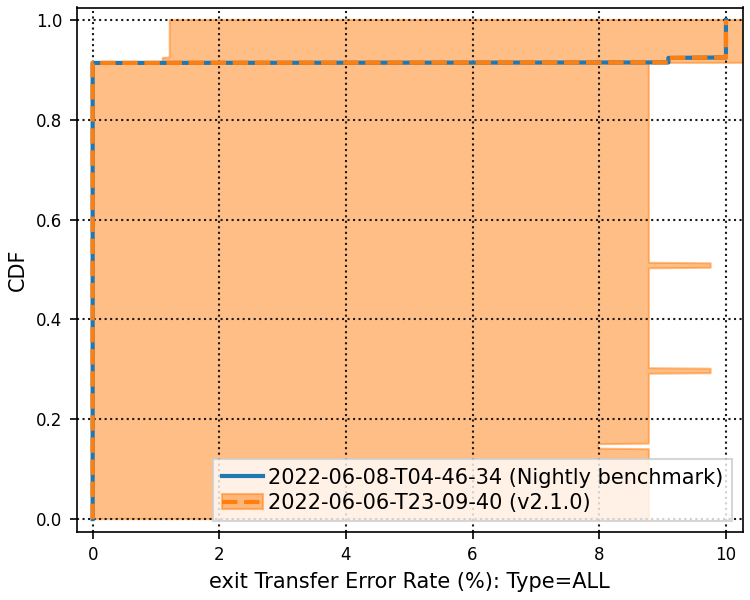 1.0
0.8
0.6
0.4
0.2
0.0
CDF
2022-06-08-T04-46-34 (Nightly benchmark)
2022-06-06-T23-09-40 (v2.1.0)
0 2 4 6 8 10
exit Transfer Error Rate (%): Type=ALL